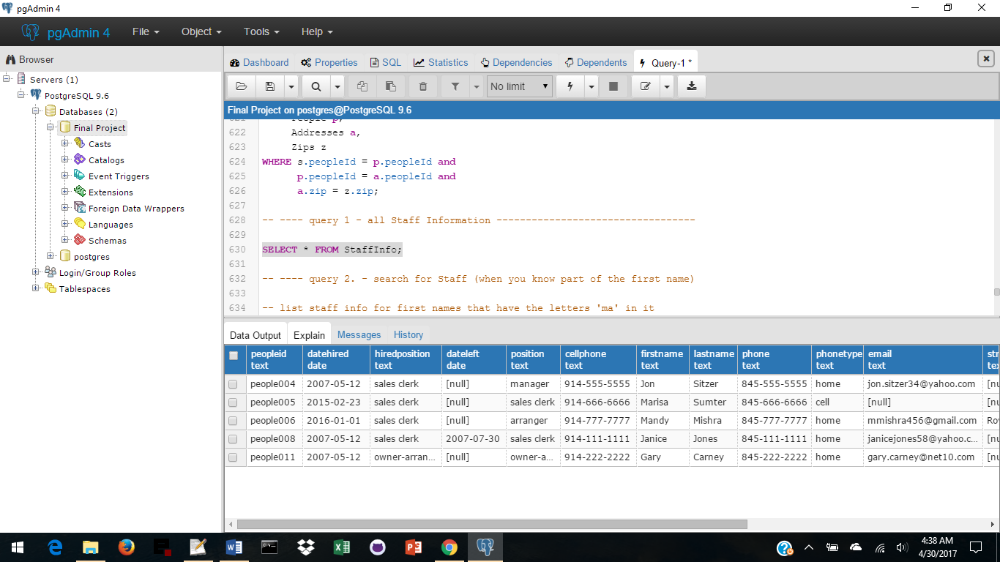 pgAdmin 4
pgAdmin 4 File Object Tools Help
Browser
Servers (1)
PostgreSQL 9.6
Databases (2)
Final Project
Casts
Catalogs
Event Triggers
Extensions
Foreign Data Wrappers
Languages
Schemas
postgres
Login/Group Roles
Tablespaces
Dashboard Properties SQL Statistics Dependencies Dependents Query-1 *
No limit
Final Project on postgres@PostgreSQL 9.6
622 Addresses a,
623 Zips z
624 WHERE s.peopleId = p.peopleId and
625 p.peopleId = a.peopleId and
626 a.zip = z.zip;
627
628 -- ---- query 1 - all Staff Information ----------------------------------
629
630 SELECT * FROM StaffInfo;
631
632 -- ---- query 2. - search for Staff (when you know part of the first name)
633
634 -- list staff info for first names that have the letters 'ma' in it
Data Output Explain Messages History
peopleid datehired hiredposition dateleft position cellphone firstname lastname phone phonetype email str
text date text date text text text text text text text
people004 2007-05-12 sales clerk [null] manager 914-555-5555 Jon Sitzer 845-555-5555 home jon.sitzer34@yahoo.com [nu
people005 2015-02-23 sales clerk [null] sales clerk 914-666-6666 Marisa Sumter 845-666-6666 cell [null] [nu
people006 2016-01-01 sales clerk [null] arranger 914-777-7777 Mandy Mishra 845-777-7777 home mmishra456@gmail.com
people008 2007-05-12 sales clerk 2007-07-30 sales clerk 914-111-1111 Janice Jones 845-111-1111 home janicejones58@yahoo.c... [nu
people011 2007-05-12 owner-arran... [null] owner-a... 914-222-2222 Gary Carney 845-222-2222 home gary.carney@net10.com [nu
4:38 AM
4/30/2017